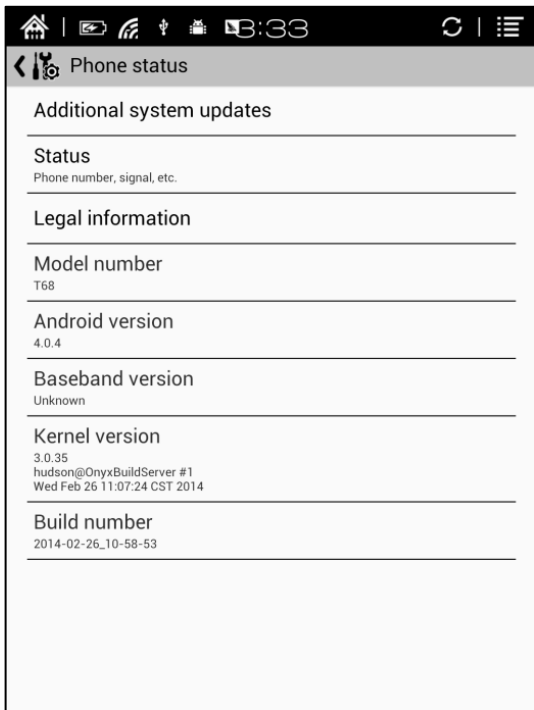 3:33
Phone status
Additional system updates
Status
Phone number, signal, etc.
Legal information
Model number
T68
Android version
4.0.4
Baseband version
Unknown
Kernel version
3.0.35
hudson@OnyxBuildServer #1
Wed Feb 26 11:07:24 CST 2014
Build number
2014-02-26_10-58-53